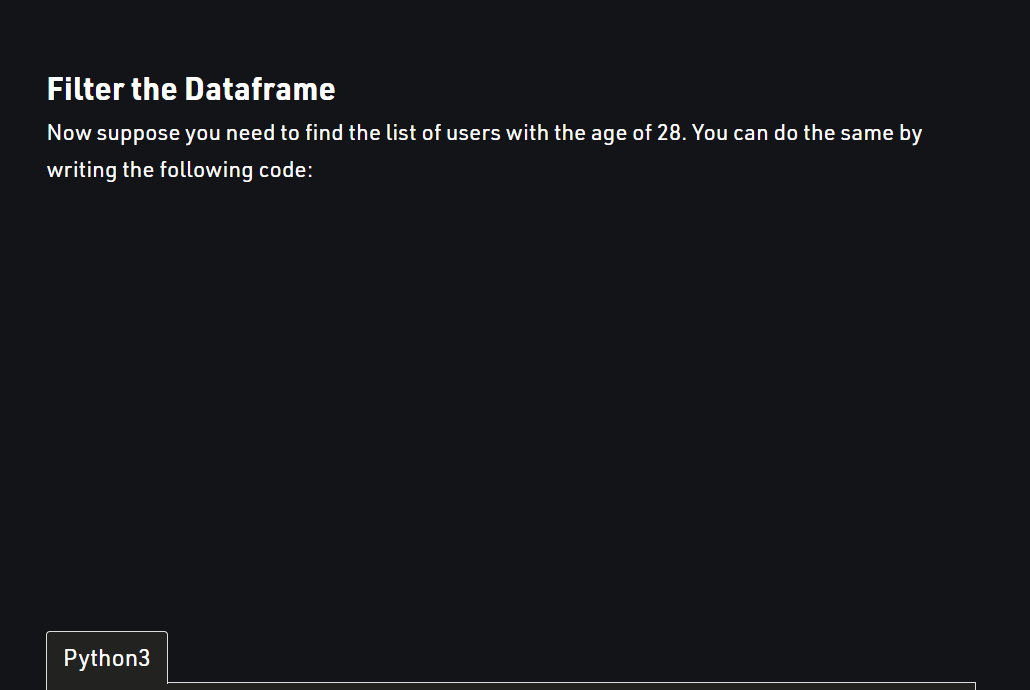 Filter the Dataframe
Now suppose you need to find the list of users with the age of 28. You can do the same by
writing the following code:
Python3